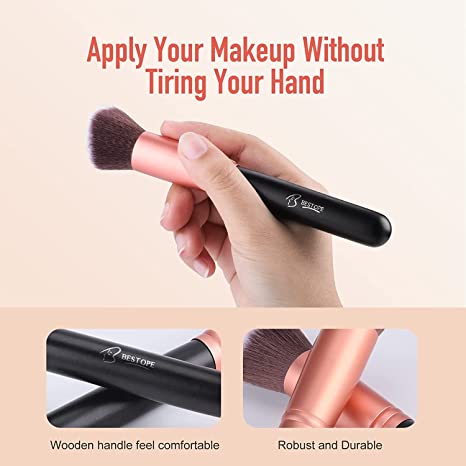 Apply Your Makeup Without
Tiring Your Hand
BESTOPE
BESTOPE
Wooden handle feel comfortable
Robust and Durable